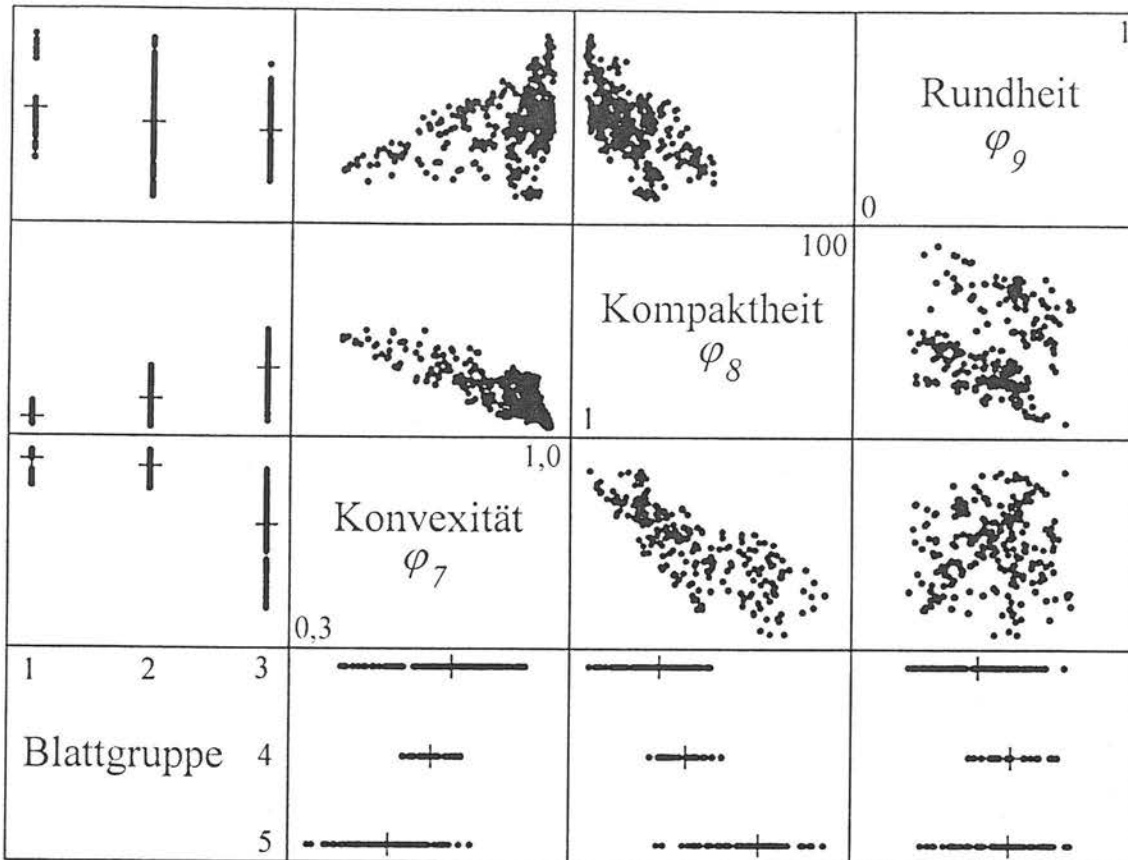 1
Rundheit
φ9
0
100
Kompaktheit
φ8
1
1,0
Konvexität
φ7
0,3
1 2 3
Blattgruppe 4
5